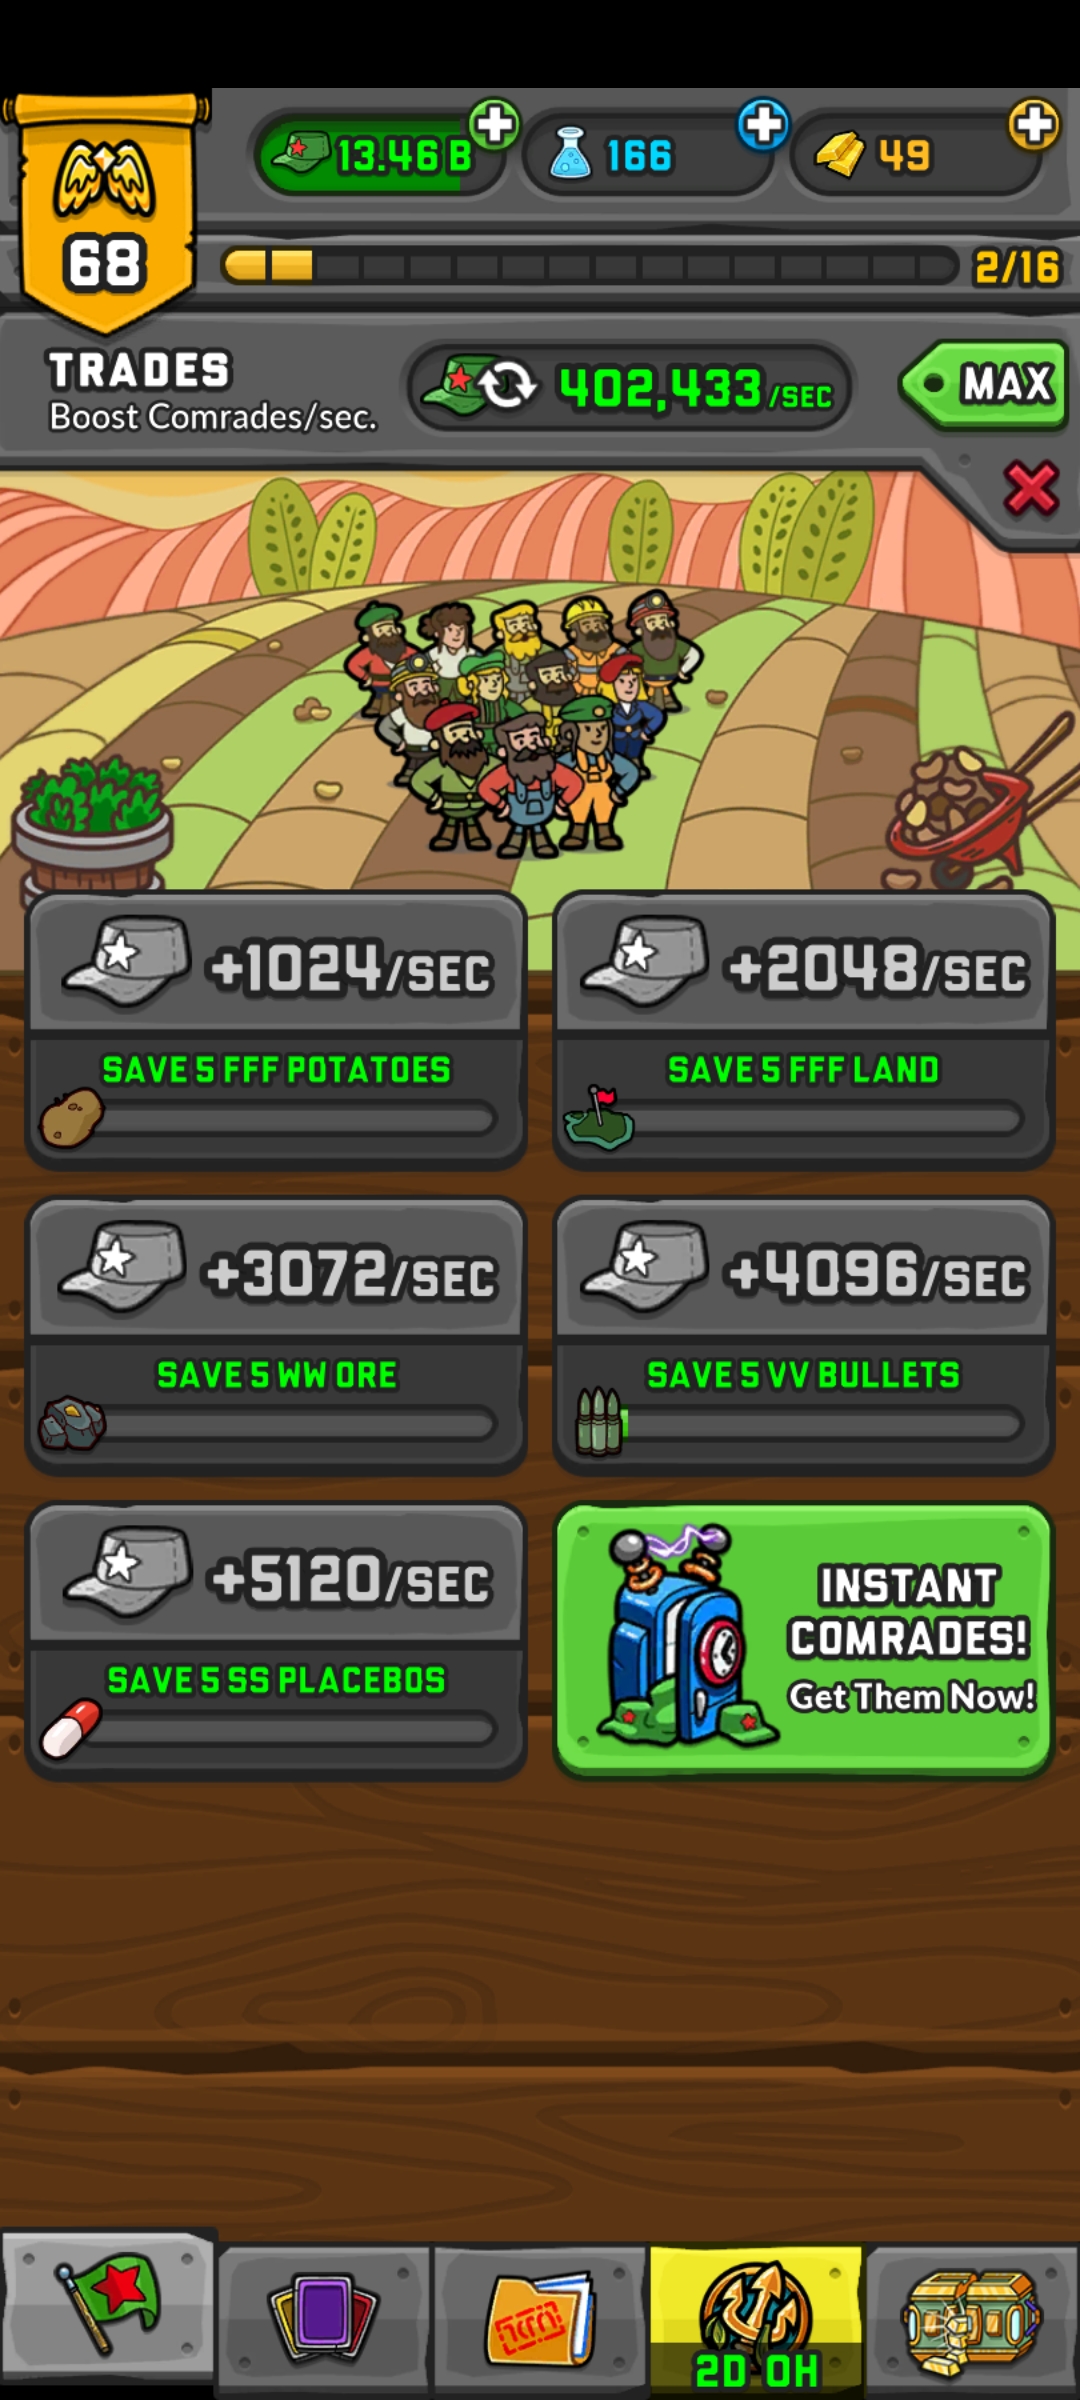 13.46 B
166
49
68
2/16
TRADES
Boost Comrades/sec.
402,433/SEC
MAX
+1024/SEC
SAVE 5 FFF POTATOES
+2048/SEC
SAVE 5 FFF LAND
+3072/SEC
SAVE 5 WW ORE
+4096/SEC
SAVE 5 VV BULLETS
+5120/SEC
SAVE 5 SS PLACEBOS
INSTANT
COMRADES!
Get Them Now!
2D 0H